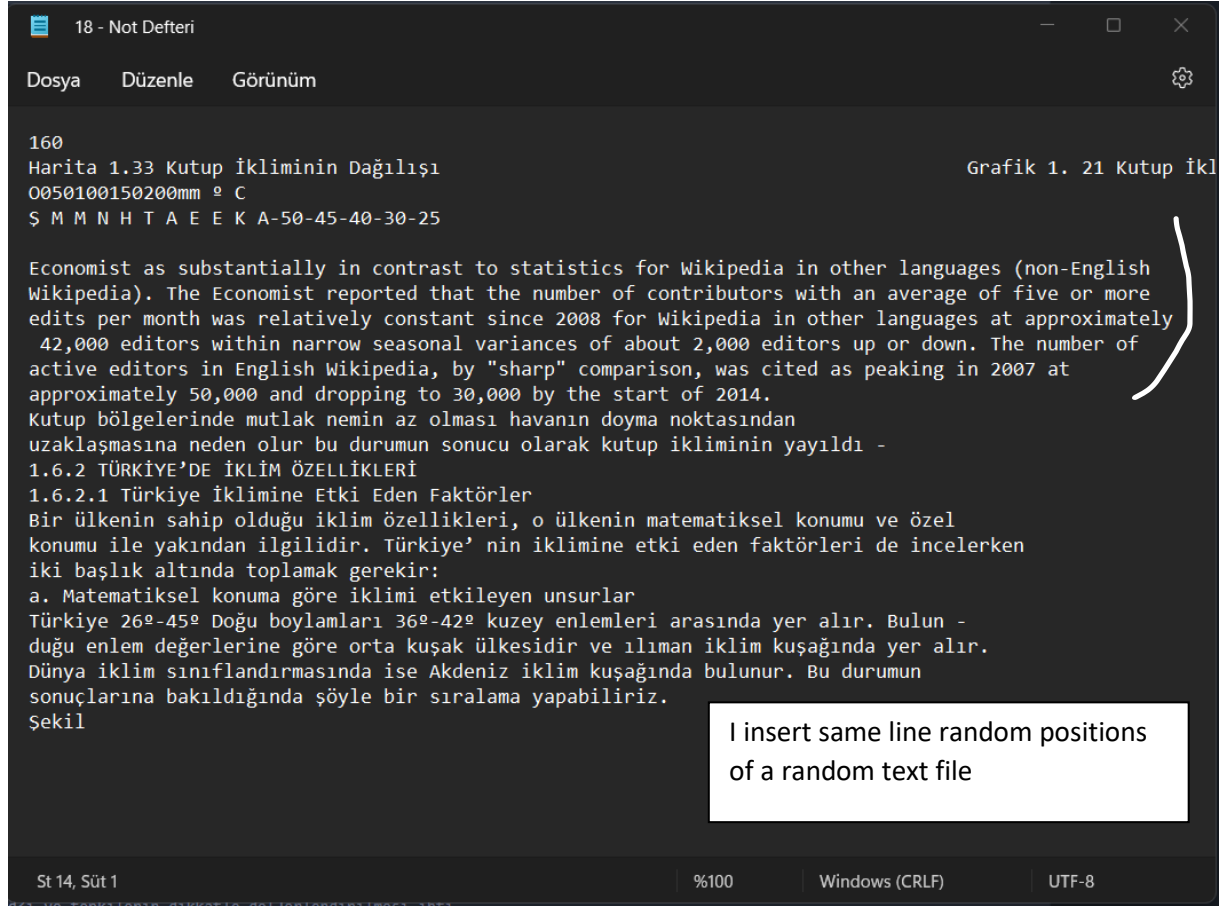 18 - Not Defteri
Dosya Düzenle Görünüm
160
Harita 1.33 Kutup İkliminin Dağılışı Grafik 1. 21 Kutup İkl
O050100150200mm º C
Ş M M N H T A E E K A-50-45-40-30-25
Economist as substantially in contrast to statistics for Wikipedia in other languages (non-English
Wikipedia). The Economist reported that the number of contributors with an average of five or more
edits per month was relatively constant since 2008 for Wikipedia in other languages at approximately
42,000 editors within narrow seasonal variances of about 2,000 editors up or down. The number of
active editors in English Wikipedia, by "sharp" comparison, was cited as peaking in 2007 at
approximately 50,000 and dropping to 30,000 by the start of 2014.
Kutup bölgelerinde mutlak nemin az olması havanın doyma noktasından
uzaklaşmasına neden olur bu durumun sonucu olarak kutup ikliminin yayıldı -
1.6.2 TÜRKİYE’DE İKLİM ÖZELLİKLERİ
1.6.2.1 Türkiye İklimine Etki Eden Faktörler
Bir ülkenin sahip olduğu iklim özellikleri, o ülkenin matematiksel konumu ve özel
konumu ile yakından ilgilidir. Türkiye’ nin iklimine etki eden faktörleri de incelerken
iki başlık altında toplamak gerekir:
a. Matematiksel konuma göre iklimi etkileyen unsurlar
Türkiye 26º-45º Doğu boylamları 36º-42º kuzey enlemleri arasında yer alır. Bulun -
duğu enlem değerlerine göre orta kuşak ülkesidir ve ılıman iklim kuşağında yer alır.
Dünya iklim sınıflandırmasında ise Akdeniz iklim kuşağında bulunur. Bu durumun
sonuçlarına bakıldığında şöyle bir sıralama yapabiliriz.
Şekil
I insert same line random positions
of a random text file
St 14, Süt 1 %100 Windows (CRLF) UTF-8